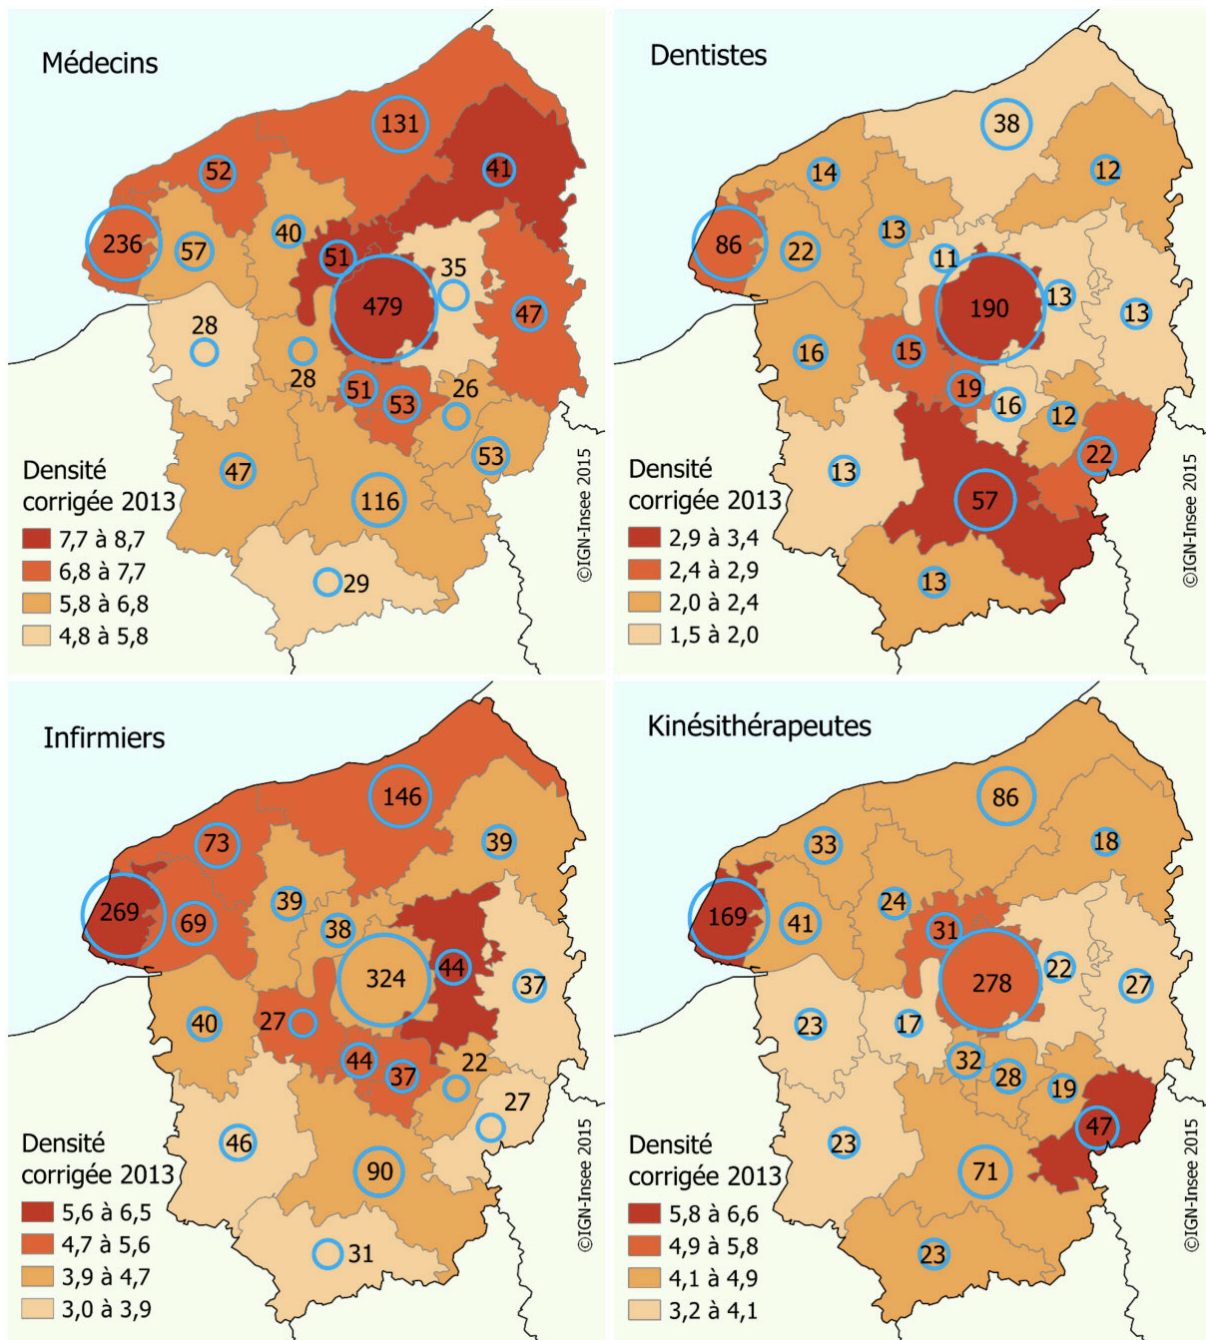 Médecins
131
52
41
236
57
40
51
35
479
47
28
28
51
53
26
53
47
116
29
Densité
corrigée 2013
7,7 à 8,7
6,8 à 7,7
5,8 à 6,8
4,8 à 5,8
©IGN-Insee 2015
Dentistes
38
14
12
86
22
13
11
13
190
13
16
15
19
16
12
22
13
57
13
Densité
corrigée 2013
2,9 à 3,4
2,4 à 2,9
2,0 à 2,4
1,5 à 2,0
©IGN-Insee 2015
Infirmiers
146
73
39
269
69
39
38
44
324
37
40
27
44
37
22
27
46
90
31
Densité
corrigée 2013
5,6 à 6,5
4,7 à 5,6
3,9 à 4,7
3,0 à 3,9
©IGN-Insee 2015
Kinésithérapeutes
86
33
18
169
41
24
31
22
278
27
23
17
32
28
19
47
23
71
23
Densité
corrigée 2013
5,8 à 6,6
4,9 à 5,8
4,1 à 4,9
3,2 à 4,1
©IGN-Insee 2015